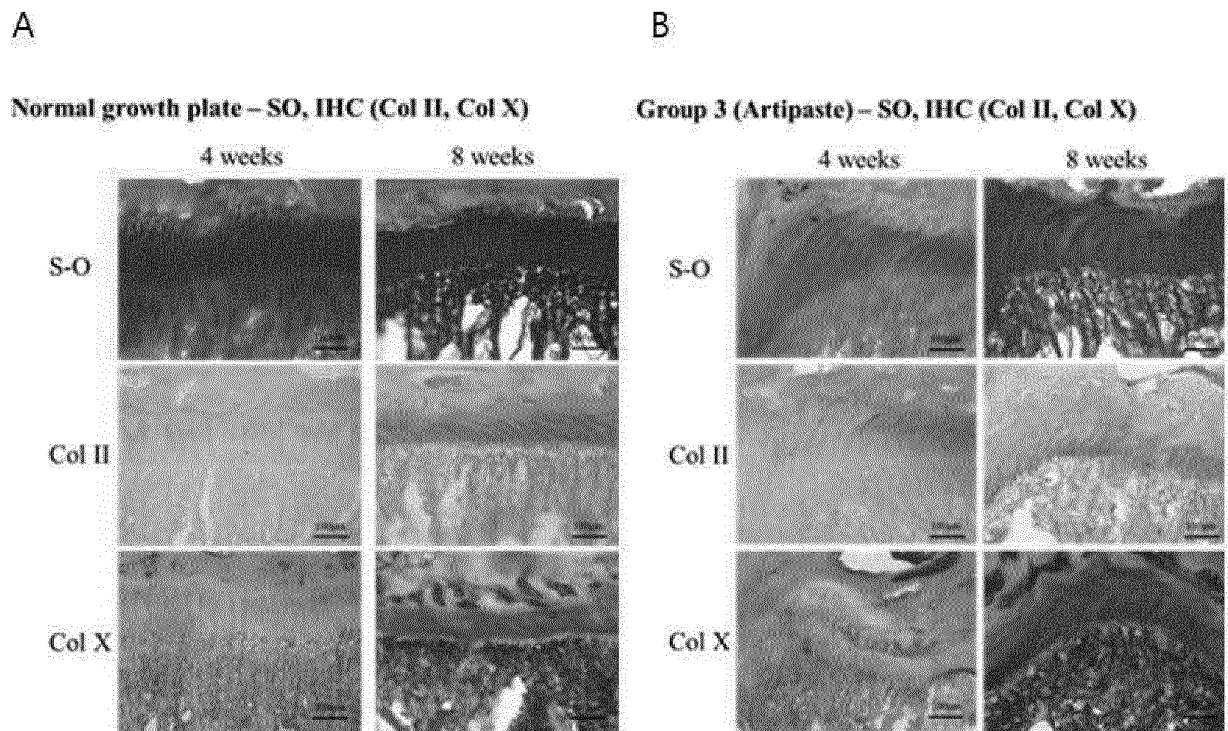 A
B
Normal growth plate – SO, IHC (Col II, Col X)
Group 3 (Artipaste) – SO, IHC (Col II, Col X)
4 weeks
8 weeks
4 weeks
8 weeks
S-O
S-O
Col II
Col II
Col X
Col X